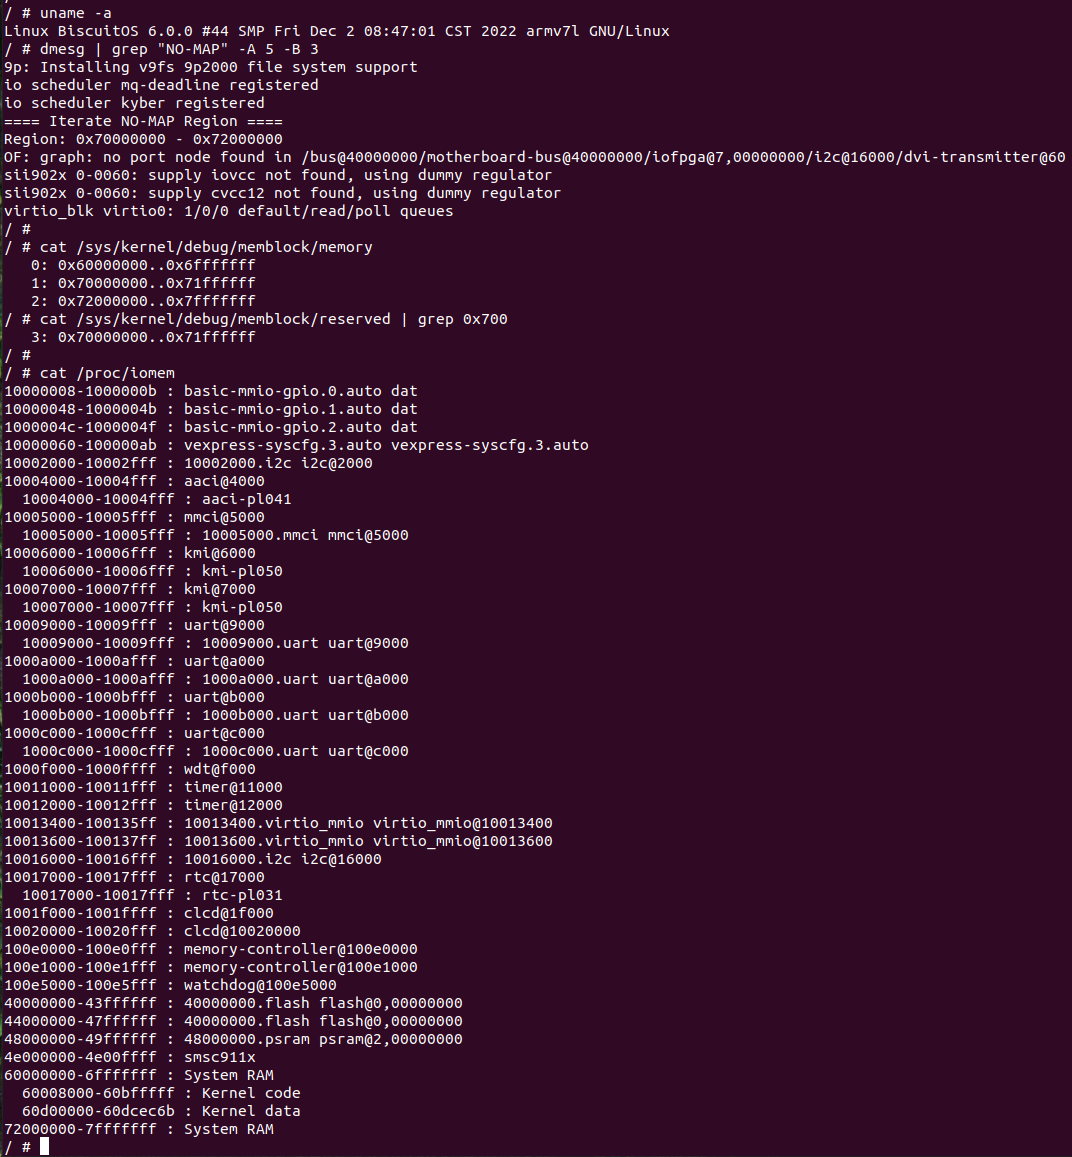 / # uname -a
Linux BiscuitOS 6.0.0 #44 SMP Fri Dec 2 08:47:01 CST 2022 armv7l GNU/Linux
/ # dmesg | grep "NO-MAP" -A 5 -B 3
9p: Installing v9fs 9p2000 file system support
io scheduler mq-deadline registered
io scheduler kyber registered
==== Iterate NO-MAP Region ====
Region: 0x70000000 - 0x72000000
OF: graph: no port node found in /bus@40000000/motherboard-bus@40000000/iofpga@7,00000000/i2c@16000/dvi-transmitter@60
sii902x 0-0060: supply iovcc not found, using dummy regulator
sii902x 0-0060: supply cvcc12 not found, using dummy regulator
virtio_blk virtio0: 1/0/0 default/read/poll queues
/ #
/ # cat /sys/kernel/debug/memblock/memory
   0: 0x60000000..0x6fffffff
   1: 0x70000000..0x71ffffff
   2: 0x72000000..0x7fffffff
/ # cat /sys/kernel/debug/memblock/reserved | grep 0x700
   3: 0x70000000..0x71ffffff
/ #
/ # cat /proc/iomem
10000008-1000000b : basic-mmio-gpio.0.auto dat
10000048-1000004b : basic-mmio-gpio.1.auto dat
1000004c-1000004f : basic-mmio-gpio.2.auto dat
10000060-100000ab : vexpress-syscfg.3.auto vexpress-syscfg.3.auto
10002000-10002fff : 10002000.i2c i2c@2000
10004000-10004fff : aaci@4000
  10004000-10004fff : aaci-pl041
10005000-10005fff : mmci@5000
  10005000-10005fff : 10005000.mmci mmci@5000
10006000-10006fff : kmi@6000
  10006000-10006fff : kmi-pl050
10007000-10007fff : kmi@7000
  10007000-10007fff : kmi-pl050
10009000-10009fff : uart@9000
  10009000-10009fff : 10009000.uart uart@9000
1000a000-1000afff : uart@a000
  1000a000-1000afff : 1000a000.uart uart@a000
1000b000-1000bfff : uart@b000
  1000b000-1000bfff : 1000b000.uart uart@b000
1000c000-1000cfff : uart@c000
  1000c000-1000cfff : 1000c000.uart uart@c000
1000f000-1000ffff : wdt@f000
10011000-10011fff : timer@11000
10012000-10012fff : timer@12000
10013400-100135ff : 10013400.virtio_mmio virtio_mmio@10013400
10013600-100137ff : 10013600.virtio_mmio virtio_mmio@10013600
10016000-10016fff : 10016000.i2c i2c@16000
10017000-10017fff : rtc@17000
  10017000-10017fff : rtc-pl031
1001f000-1001ffff : clcd@1f000
10020000-10020fff : clcd@10020000
100e0000-100e0fff : memory-controller@100e0000
100e1000-100e1fff : memory-controller@100e1000
100e5000-100e5fff : watchdog@100e5000
40000000-43ffffff : 40000000.flash flash@0,00000000
44000000-47ffffff : 40000000.flash flash@0,00000000
48000000-49ffffff : 48000000.psram psram@2,00000000
4e000000-4e00ffff : smsc911x
60000000-6fffffff : System RAM
  60008000-60bfffff : Kernel code
  60d00000-60dcec6b : Kernel data
72000000-7fffffff : System RAM
/ #